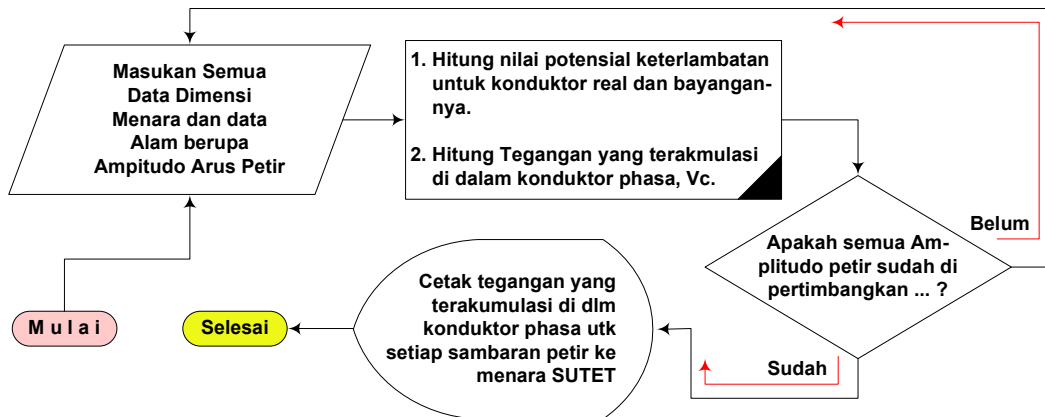 Masukan Semua
Data Dimensi
Menara dan data
Alam berupa
Ampitudo Arus Petir
1. Hitung nilai potensial keterlambatan
untuk konduktor real dan bayangan-
nya.
2. Hitung Tegangan yang terakmulasi
di dalam konduktor phasa, Vc.
Belum
Apakah semua Am-
plitudo petir sudah di
pertimbangkan ... ?
Sudah
Cetak tegangan yang
terakumulasi di dlm
konduktor phasa utk
setiap sambaran petir ke
menara SUTET
Selesai
M u l a i